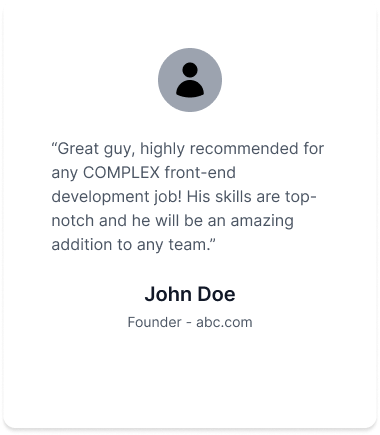 “Great guy, highly recommended for
any COMPLEX front-end
development job! His skills are top-
notch and he will be an amazing
addition to any team.”
John Doe
Founder - abc.com